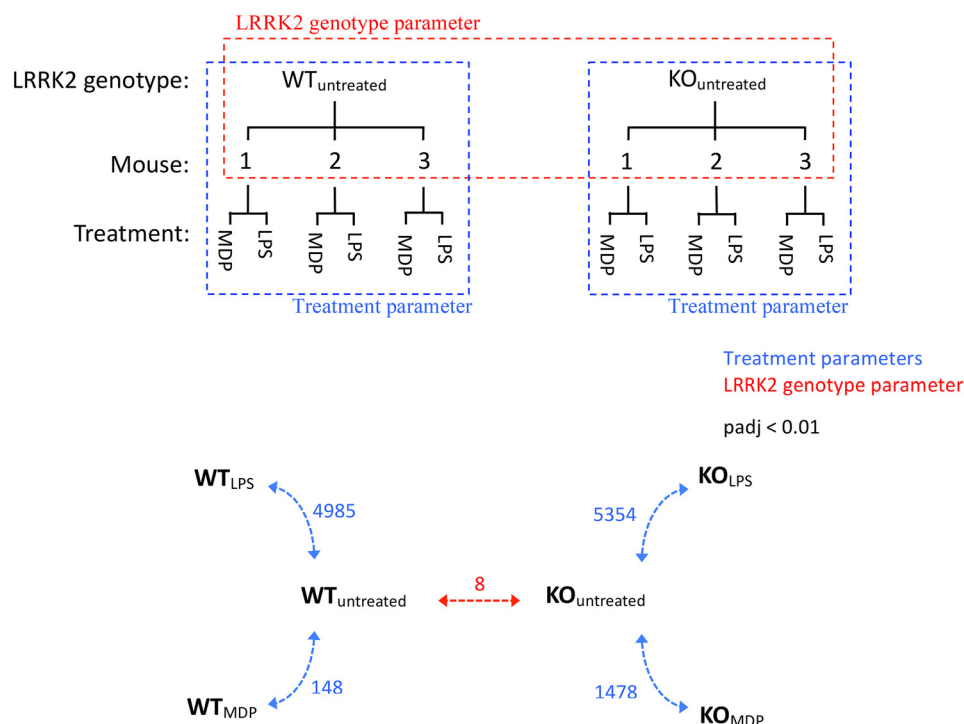 LRRK2 genotype parameter
LRRK2 genotype: WTuntreated KOuntreated
Mouse: 1 2 3 1 2 3
Treatment: MDP LPS MDP LPS MDP LPS MDP LPS MDP LPS MDP LPS
Treatment parameter Treatment parameter
Treatment parameters
LRRK2 genotype parameter
padj < 0.01
WTLPS KOLPS
4985 5354
8
WTuntreated KOuntreated
148 1478
WTMDP KOMDP